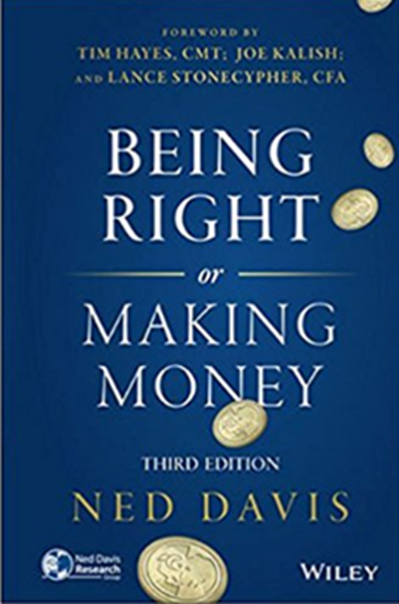 FOREWORD BY
TIM HAYES, CMT; JOE KALISH;
AND LANCE STONECYPHER, CFA
BEING
RIGHT
or
MAKING
MONEY
THIRD EDITION
NED DAVIS
Ned Davis
Research
Group
WILEY